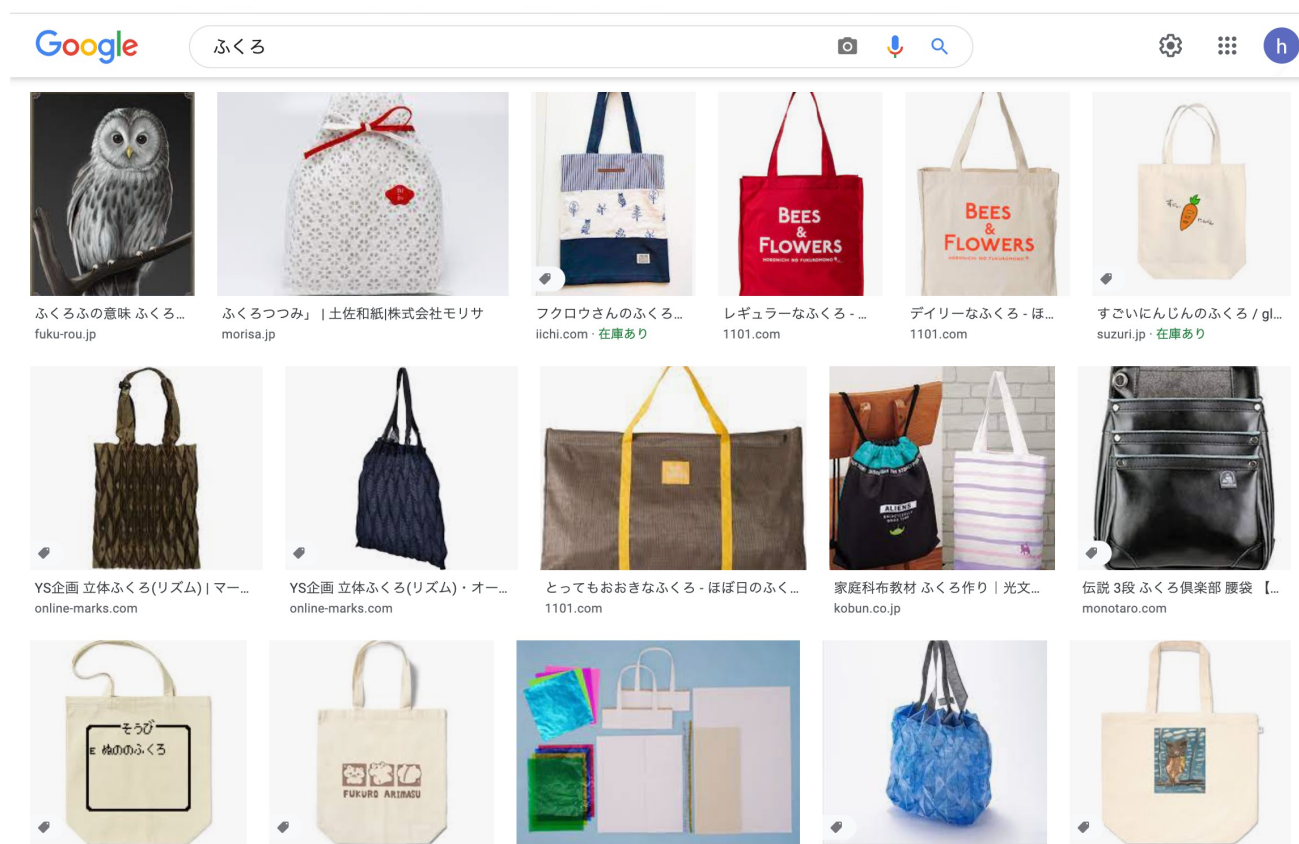 Google
ふくろ
h
BEES
&
FLOWERS
HOBONICHI NO FUKUROMONO
BEES
&
FLOWERS
HOBONICHI NO FUKUROMONO
ふくろふの意味 ふくろ...
fuku-rou.jp
ふくろつつみ」 | 土佐和紙|株式会社モリサ
morisa.jp
フクロウさんのふくろ...
iichi.com · 在庫あり
レギュラーなふくろ - ...
1101.com
デイリーなふくろ - ほ...
1101.com
すごいにんじんのふくろ / gl...
suzuri.jp · 在庫あり
ALIENS
YS企画 立体ふくろ(リズム) | マー...
online-marks.com
YS企画 立体ふくろ(リズム)・オー...
online-marks.com
とってもおおきなふくろ - ほぼ日のふく...
1101.com
家庭科布教材 ふくろ作り｜光文...
kobun.co.jp
伝説 3段 ふくろ倶楽部 腰袋 【...
monotaro.com
そうび
E ぬののふくろ
FUKURO ARIMASU